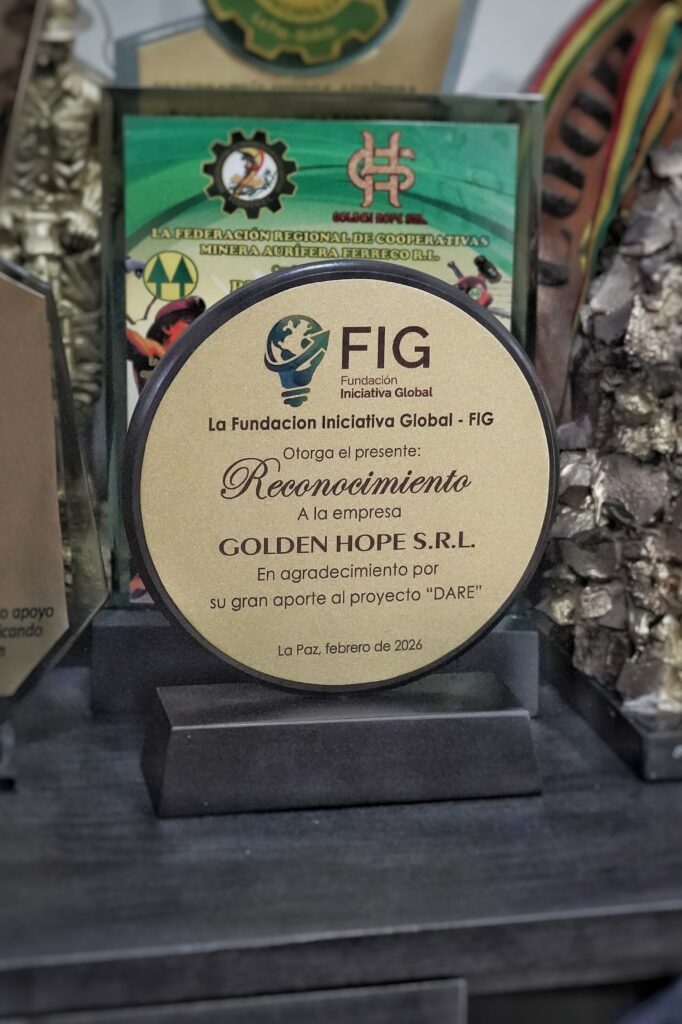 GOLDEN HOPE SRL.
LA FEDERACIÓN REGIONAL DE COOPERATIVAS
MINERA AURÍFERA FERRECO R.L.
FIG
Fundación
Iniciativa Global
La Fundacion Iniciativa Global - FIG
Otorga el presente:
Reconocimiento
A la empresa
GOLDEN HOPE S.R.L.
En agradecimiento por
su gran aporte al proyecto "DARE"
La Paz, febrero de 2026
apoyo